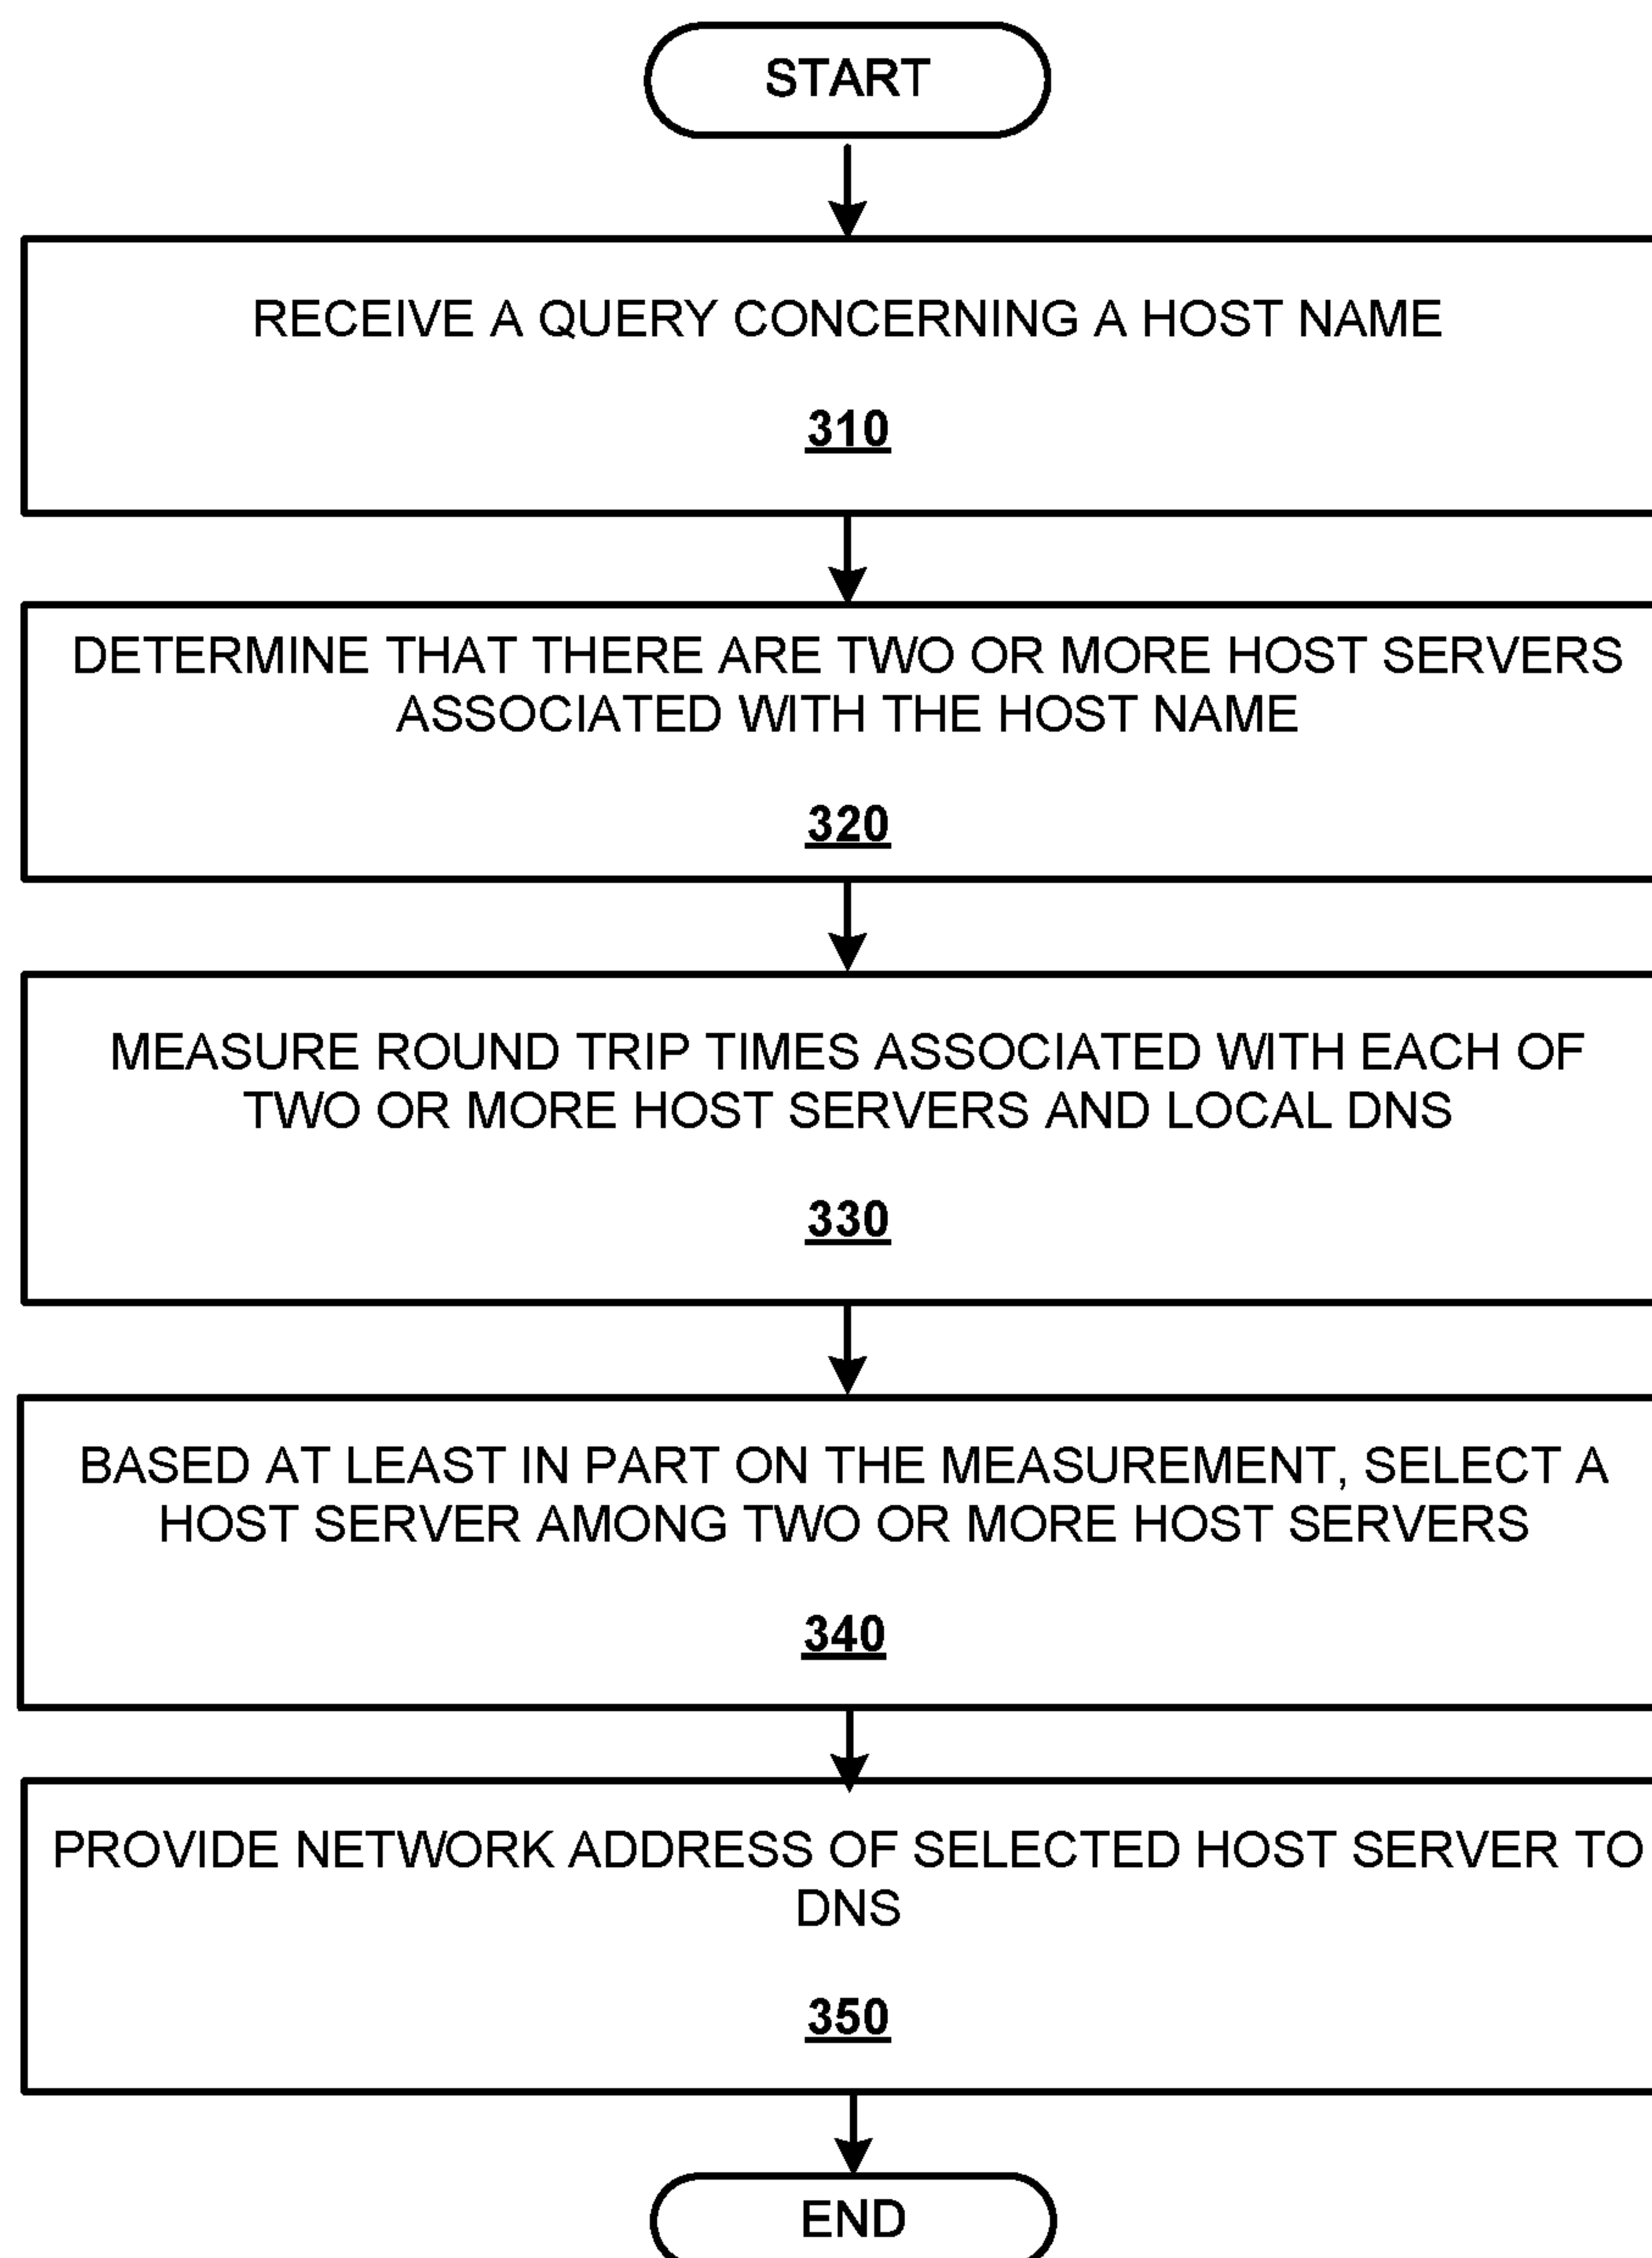 START
RECEIVE A QUERY CONCERNING A HOST NAME
310
DETERMINE THAT THERE ARE TWO OR MORE HOST SERVERS
ASSOCIATED WITH THE HOST NAME
320
MEASURE ROUND TRIP TIMES ASSOCIATED WITH EACH OF
TWO OR MORE HOST SERVERS AND LOCAL DNS
330
BASED AT LEAST IN PART ON THE MEASUREMENT, SELECT A
HOST SERVER AMONG TWO OR MORE HOST SERVERS
340
PROVIDE NETWORK ADDRESS OF SELECTED HOST SERVER TO
DNS
350
END